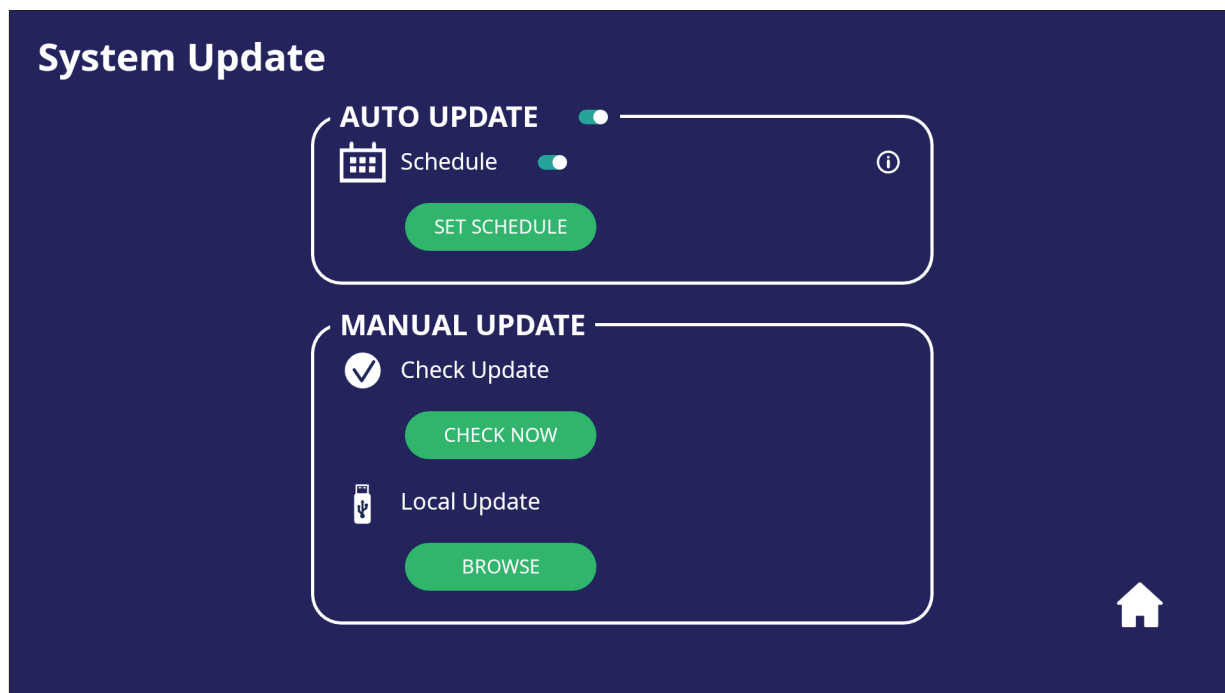 System Update
AUTO UPDATE
Schedule
SET SCHEDULE
MANUAL UPDATE
Check Update
CHECK NOW
Local Update
BROWSE